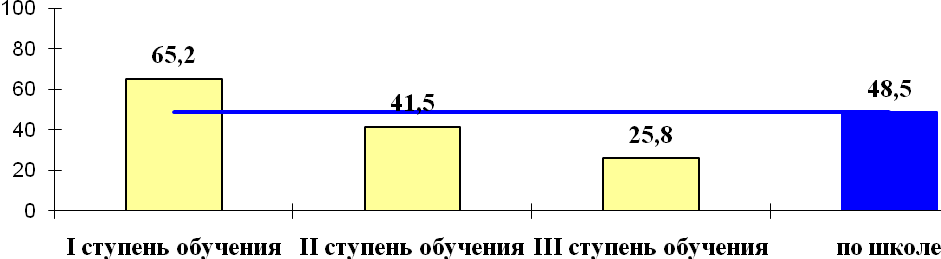 100
80
60
40
20
0
65,2
41,5
25,8
48,5
I ступень обучения
II ступень обучения
III ступень обучения
по школе